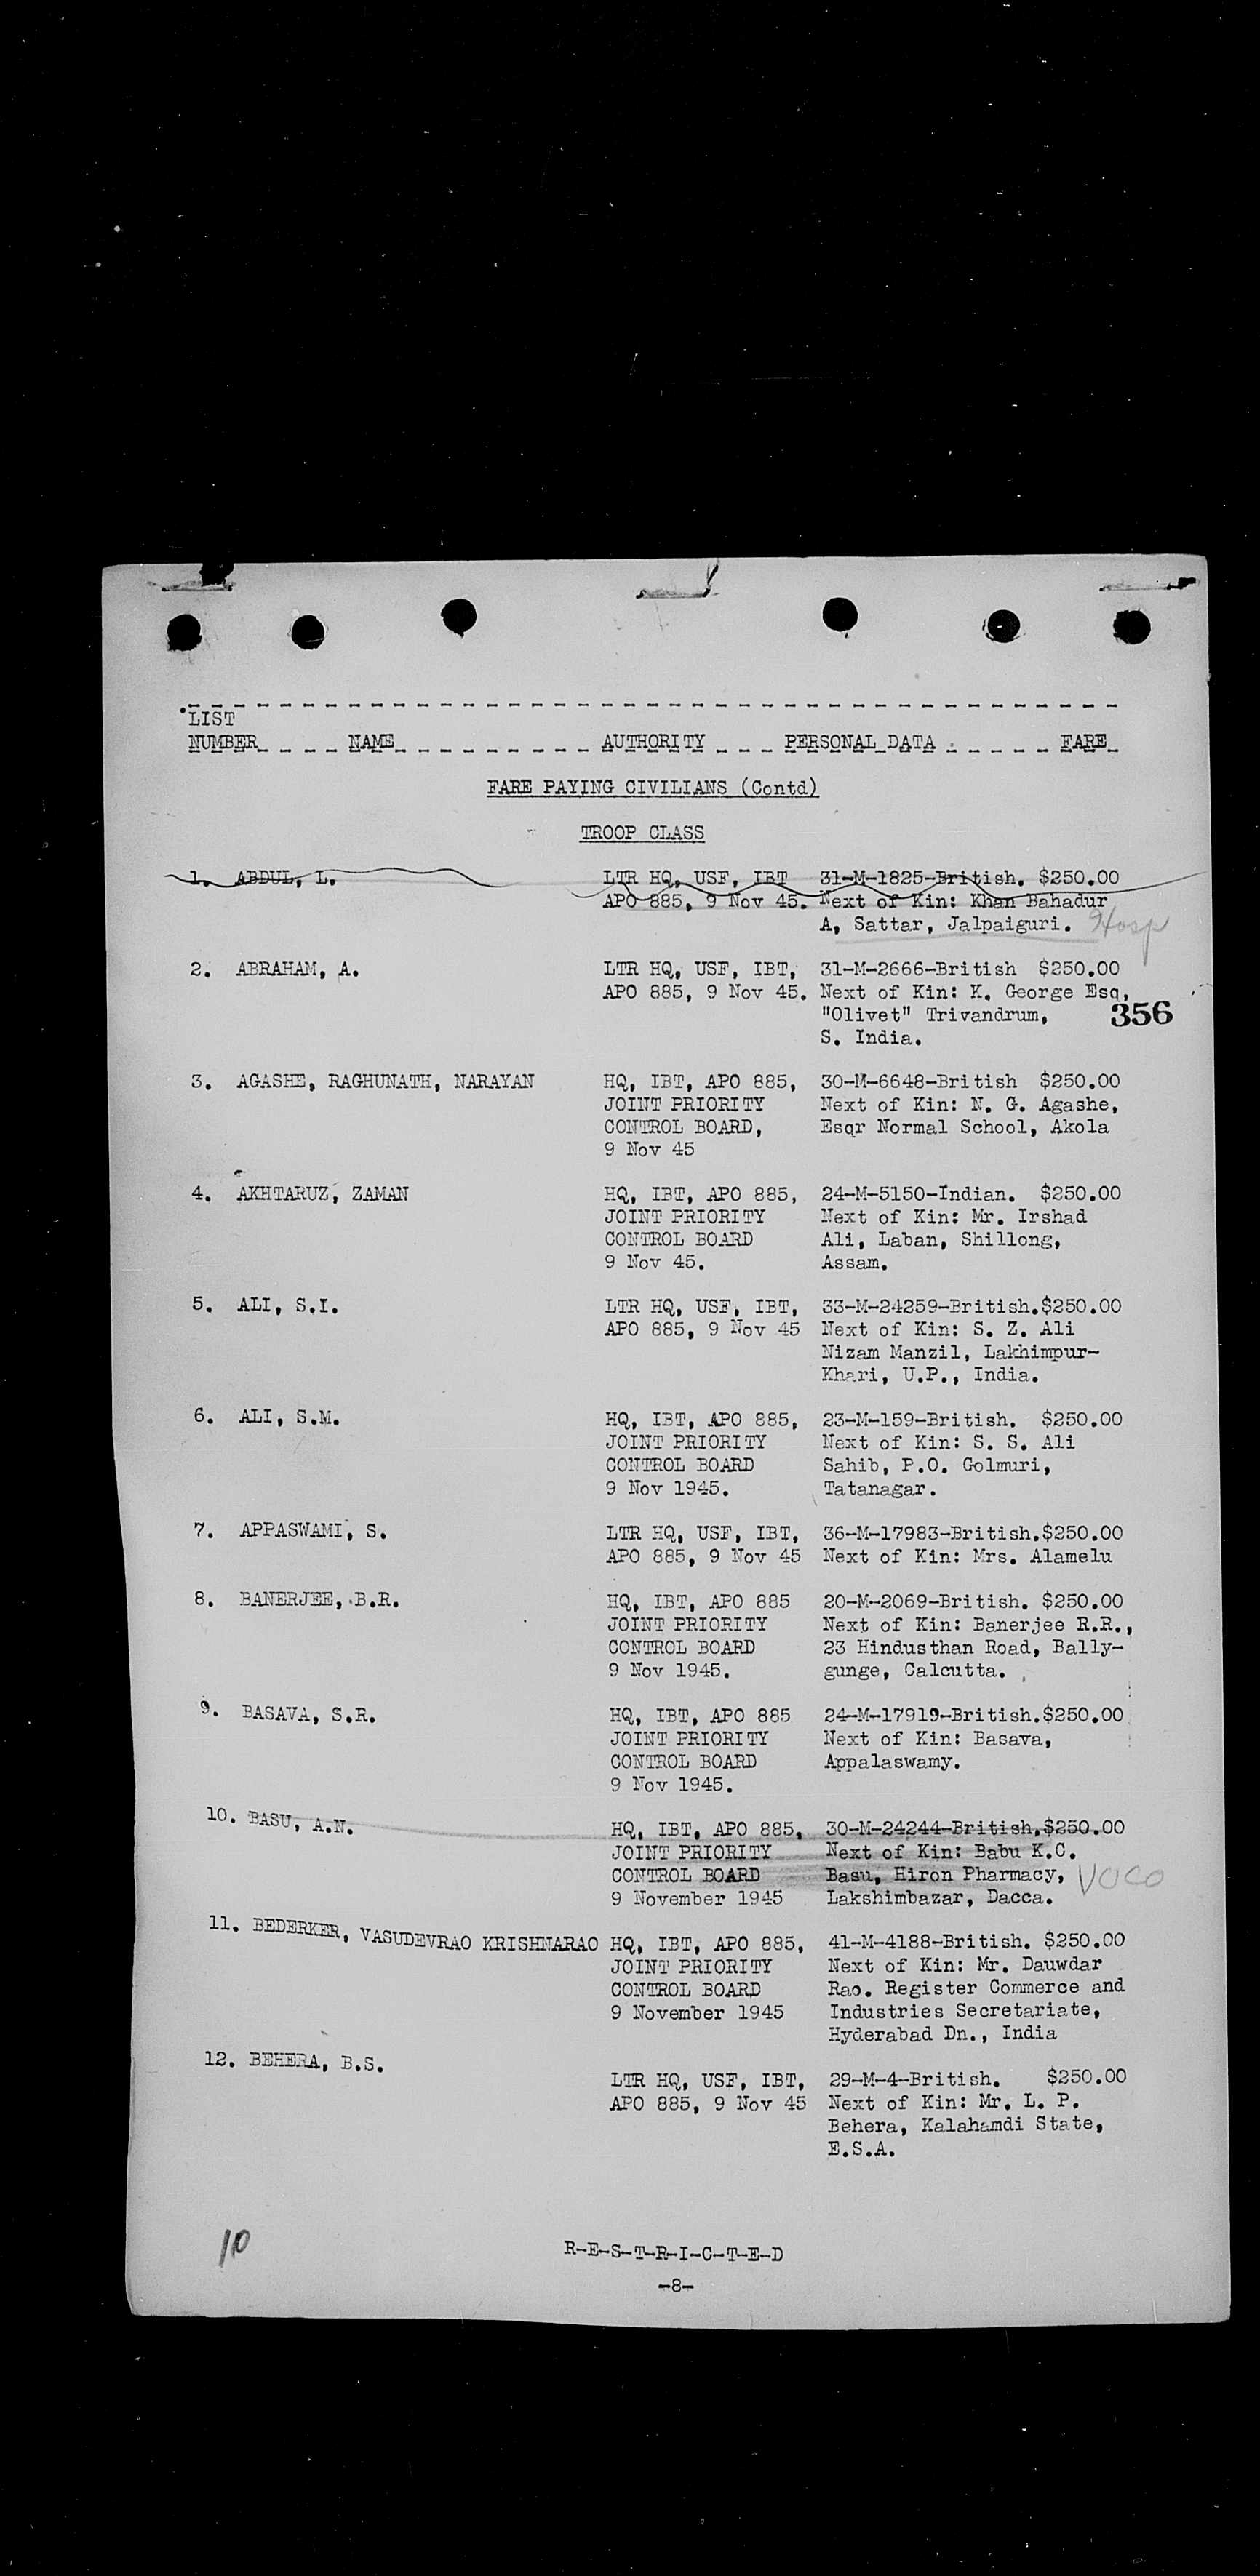 LIST
NUMBER NAME AUTHORITY PERSONAL DATA FARE
FARE PAYING CIVILIANS (Contd)
TROOP CLASS
1. ABDUL, L. LTR HQ, USF, IBT 31-M-1825-British. $250.00
APO 885, 9 Nov 45. Next of Kin: Khan Bahadur
A, Sattar, Jalpaiguri. Hosp
2. ABRAHAM, A. LTR HQ, USF, IBT, 31-M-2666-British $250.00
APO 885, 9 Nov 45. Next of Kin: K. George Esq,
"Olivet" Trivandrum, 356
S. India.
3. AGASHE, RAGHUNATH, NARAYAN HQ, IBT, APO 885, 30-M-6648-British $250.00
JOINT PRIORITY Next of Kin: N. G. Agashe,
CONTROL BOARD, Esqr Normal School, Akola
9 Nov 45
4. AKHTARUZ, ZAMAN HQ, IBT, APO 885, 24-M-5150-Indian. $250.00
JOINT PRIORITY Next of Kin: Mr. Irshad
CONTROL BOARD Ali, Laban, Shillong,
9 Nov 45. Assam.
5. ALI, S.I. LTR HQ, USF, IBT, 33-M-24259-British.$250.00
APO 885, 9 Nov 45 Next of Kin: S. Z. Ali
Nizam Manzil, Lakhimpur-
Khari, U.P., India.
6. ALI, S.M. HQ, IBT, APO 885, 23-M-159-British. $250.00
JOINT PRIORITY Next of Kin: S. S. Ali
CONTROL BOARD Sahib, P.O. Golmuri,
9 Nov 1945. Tatanagar.
7. APPASWAMI, S. LTR HQ, USF, IBT, 36-M-17983-British.$250.00
APO 885, 9 Nov 45 Next of Kin: Mrs. Alamelu
8. BANERJEE, B.R. HQ, IBT, APO 885 20-M-2069-British. $250.00
JOINT PRIORITY Next of Kin: Banerjee R.R.,
CONTROL BOARD 23 Hindusthan Road, Bally-
9 Nov 1945. gunge, Calcutta.
9. BASAVA, S.R. HQ, IBT, APO 885 24-M-17919-British.$250.00
JOINT PRIORITY Next of Kin: Basava,
CONTROL BOARD Appalaswamy.
9 Nov 1945.
10. BASU, A.N. HQ, IBT, APO 885, 30-M-24244-British.$250.00
JOINT PRIORITY Next of Kin: Babu K.C.
CONTROL BOARD Basu, Hiron Pharmacy, VOCO
9 November 1945 Lakshimbazar, Dacca.
11. BEDERKER, VASUDEVRAO KRISHNARAO HQ, IBT, APO 885, 41-M-4188-British. $250.00
JOINT PRIORITY Next of Kin: Mr. Dauwdar
CONTROL BOARD Rao. Register Commerce and
9 November 1945 Industries Secretariate,
Hyderabad Dn., India
12. BEHERA, B.S. LTR HQ, USF, IBT, 29-M-4-British. $250.00
APO 885, 9 Nov 45 Next of Kin: Mr. L. P.
Behera, Kalahamdi State,
E.S.A.
10
R-E-S-T-R-I-C-T-E-D
-8-